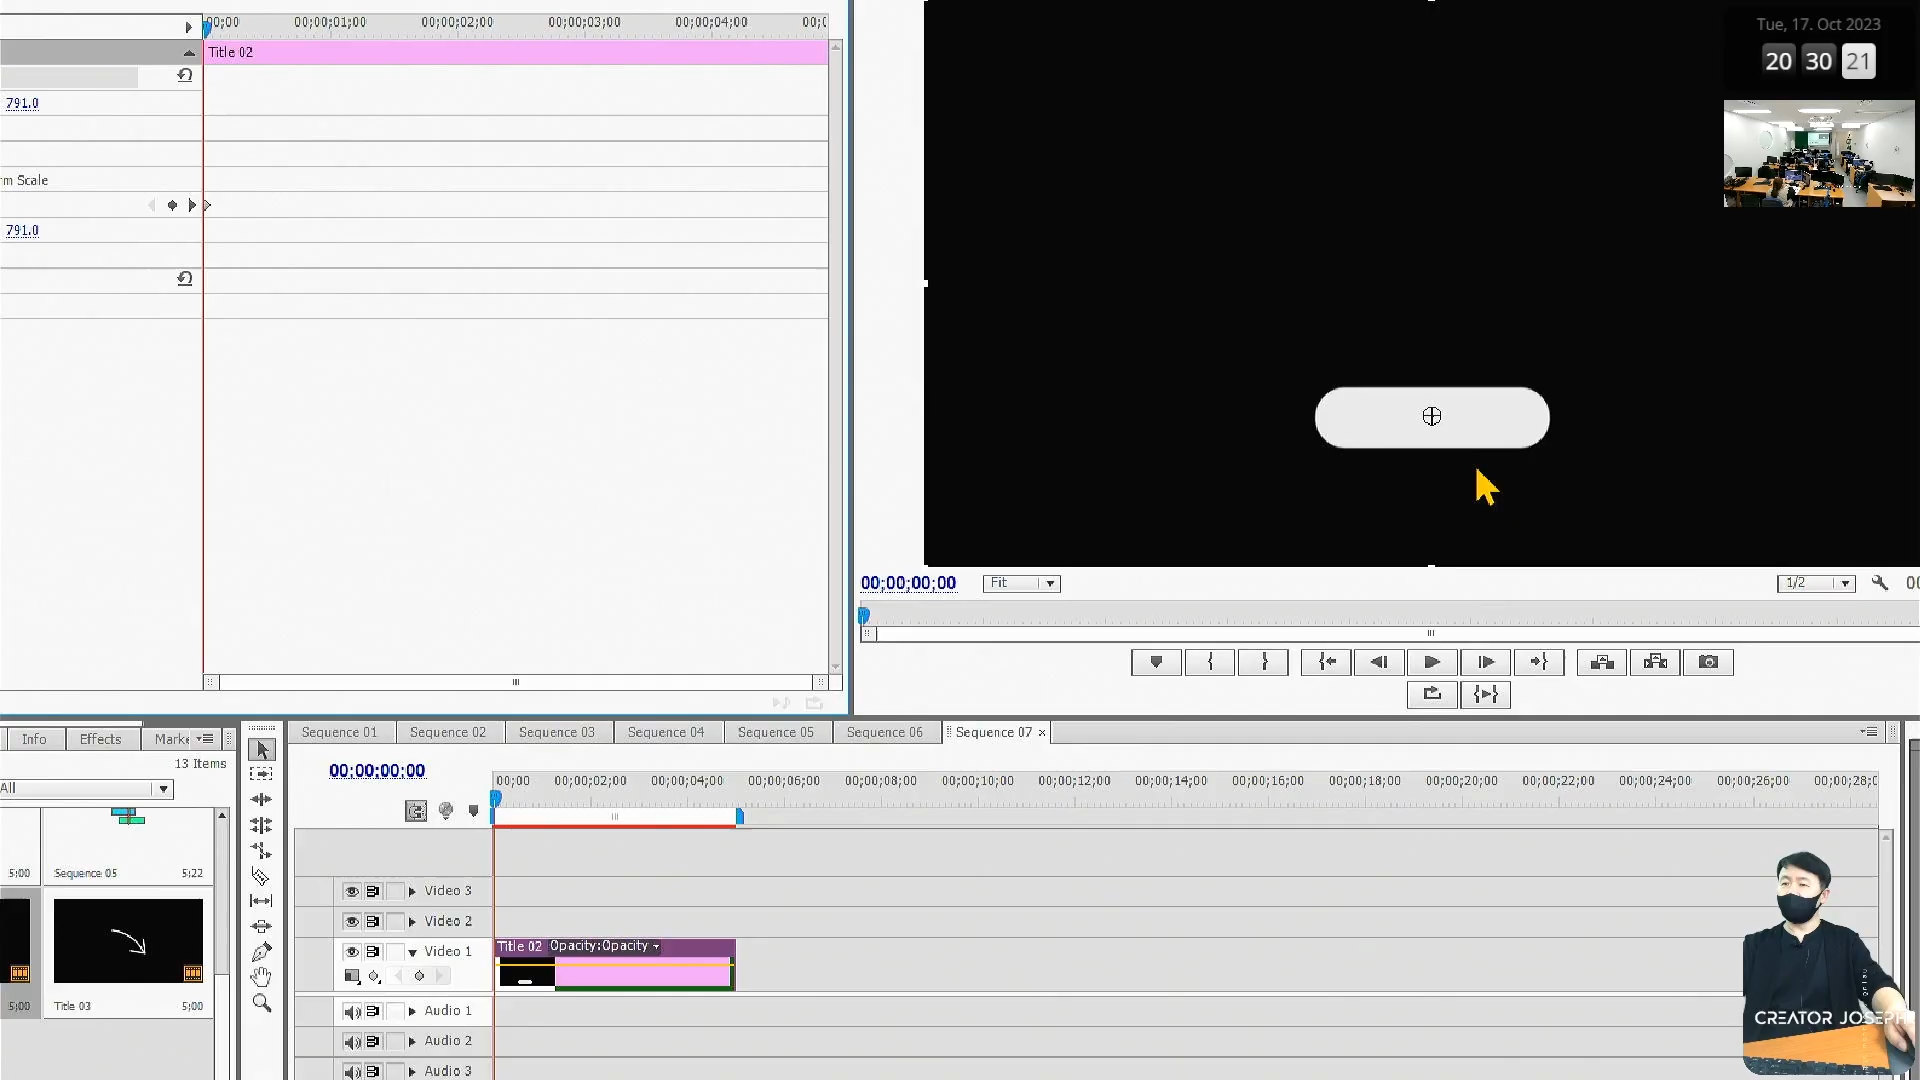 00;00 00;00;01;00 00;00;02;00 00;00;03;00 00;00;04;00
Title 02
791.0
rm Scale
791.0
Tue, 17. Oct 2023
20 30 21
00;00;00;00 Fit 1/2
Info Effects Marke
13 Items
All
5;00 Sequence 05 5;22
5;00 Title 03 5;00
Sequence 01 Sequence 02 Sequence 03 Sequence 04 Sequence 05 Sequence 06 Sequence 07 ×
00;00;00;00
00;00 00;00;02;00 00;00;04;00 00;00;06;00 00;00;08;00 00;00;10;00 00;00;12;00 00;00;14;00 00;00;16;00 00;00;18;00 00;00;20;00 00;00;22;00 00;00;24;00 00;00;26;00 00;00;28;0
Video 3
Video 2
Video 1
Title 02 Opacity:Opacity
Audio 1
Audio 2
Audio 3
CREATOR JOSEPH